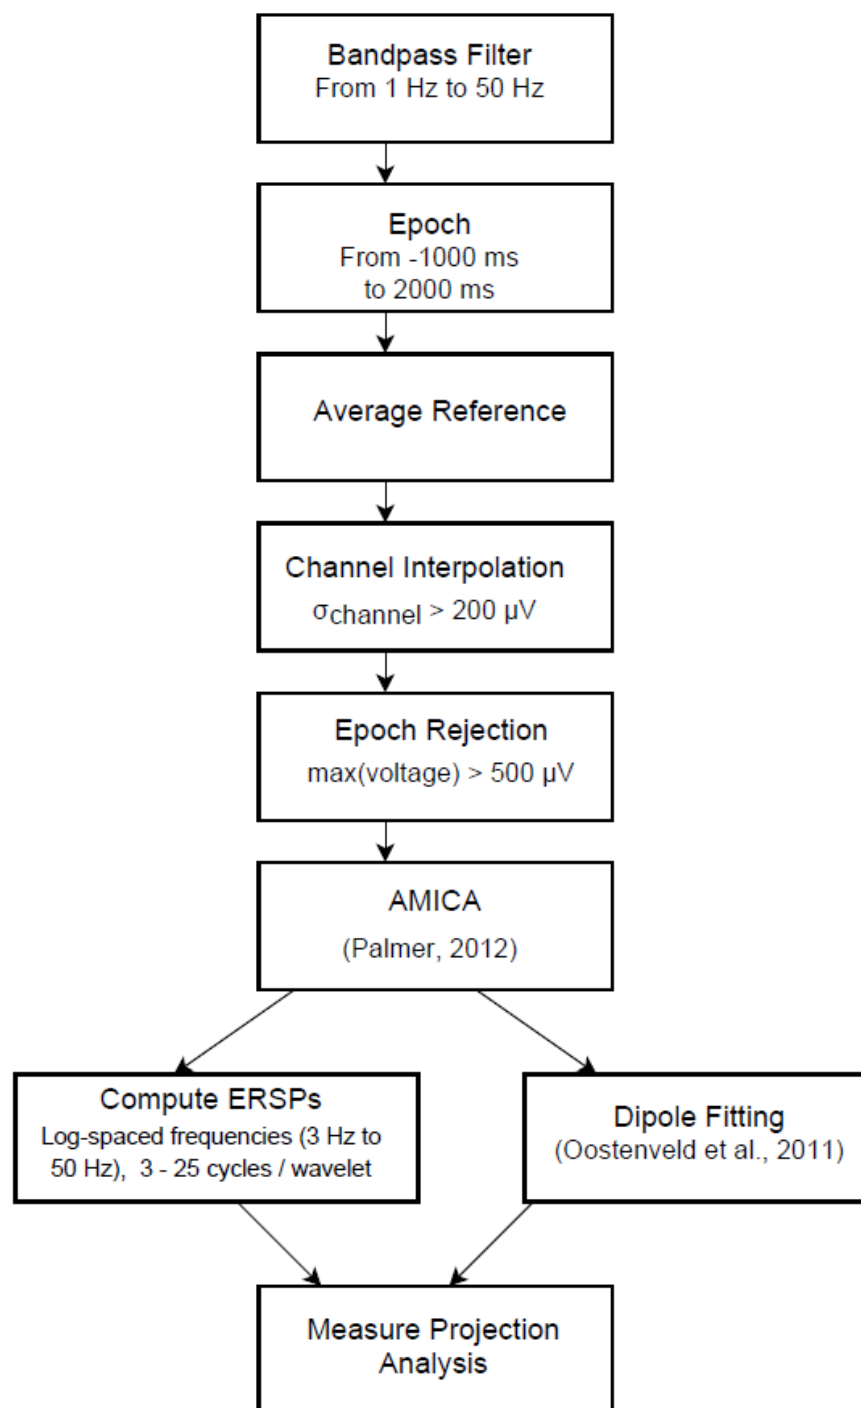 Bandpass Filter
From 1 Hz to 50 Hz
Epoch
From -1000 ms
to 2000 ms
Average Reference
Channel Interpolation
σchannel > 200 µV
Epoch Rejection
max(voltage) > 500 µV
AMICA
(Palmer, 2012)
Compute ERSPs
Log-spaced frequencies (3 Hz to
50 Hz), 3 - 25 cycles / wavelet
Dipole Fitting
(Oostenveld et al., 2011)
Measure Projection
Analysis